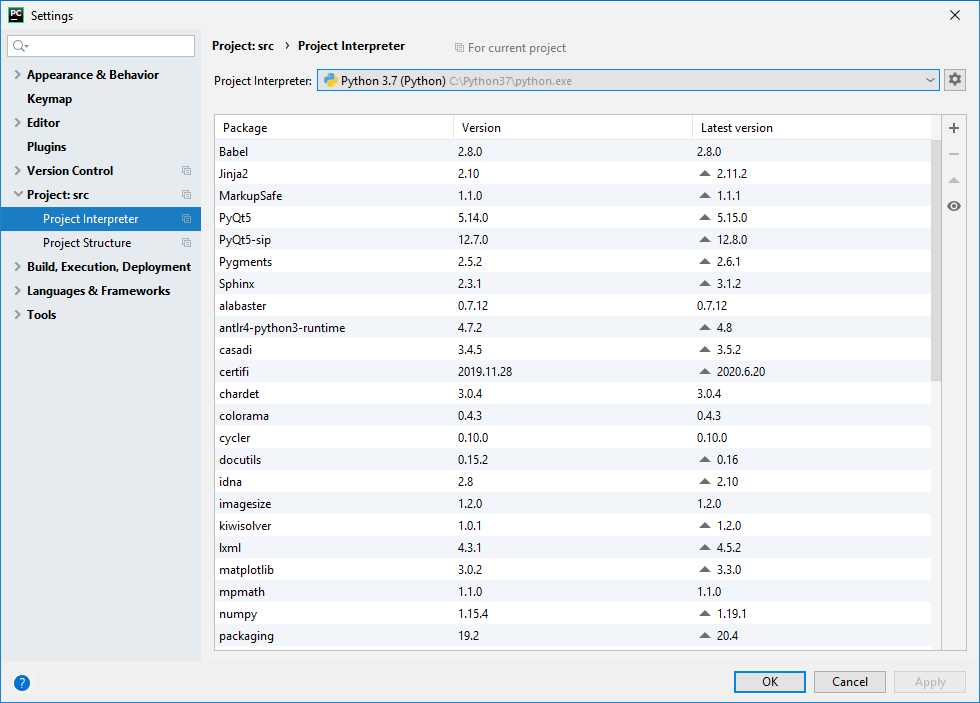 PC Settings
Appearance & Behavior
Keymap
Editor
Plugins
Version Control
Project: src
Project Interpreter
Project Structure
Build, Execution, Deployment
Languages & Frameworks
Tools
Project: src › Project Interpreter For current project
Project Interpreter: Python 3.7 (Python) C:\Python37\python.exe
Package Version Latest version
Babel 2.8.0 2.8.0
Jinja2 2.10 2.11.2
MarkupSafe 1.1.0 1.1.1
PyQt5 5.14.0 5.15.0
PyQt5-sip 12.7.0 12.8.0
Pygments 2.5.2 2.6.1
Sphinx 2.3.1 3.1.2
alabaster 0.7.12 0.7.12
antlr4-python3-runtime 4.7.2 4.8
casadi 3.4.5 3.5.2
certifi 2019.11.28 2020.6.20
chardet 3.0.4 3.0.4
colorama 0.4.3 0.4.3
cycler 0.10.0 0.10.0
docutils 0.15.2 0.16
idna 2.8 2.10
imagesize 1.2.0 1.2.0
kiwisolver 1.0.1 1.2.0
lxml 4.3.1 4.5.2
matplotlib 3.0.2 3.3.0
mpmath 1.1.0 1.1.0
numpy 1.15.4 1.19.1
packaging 19.2 20.4
? OK Cancel Apply